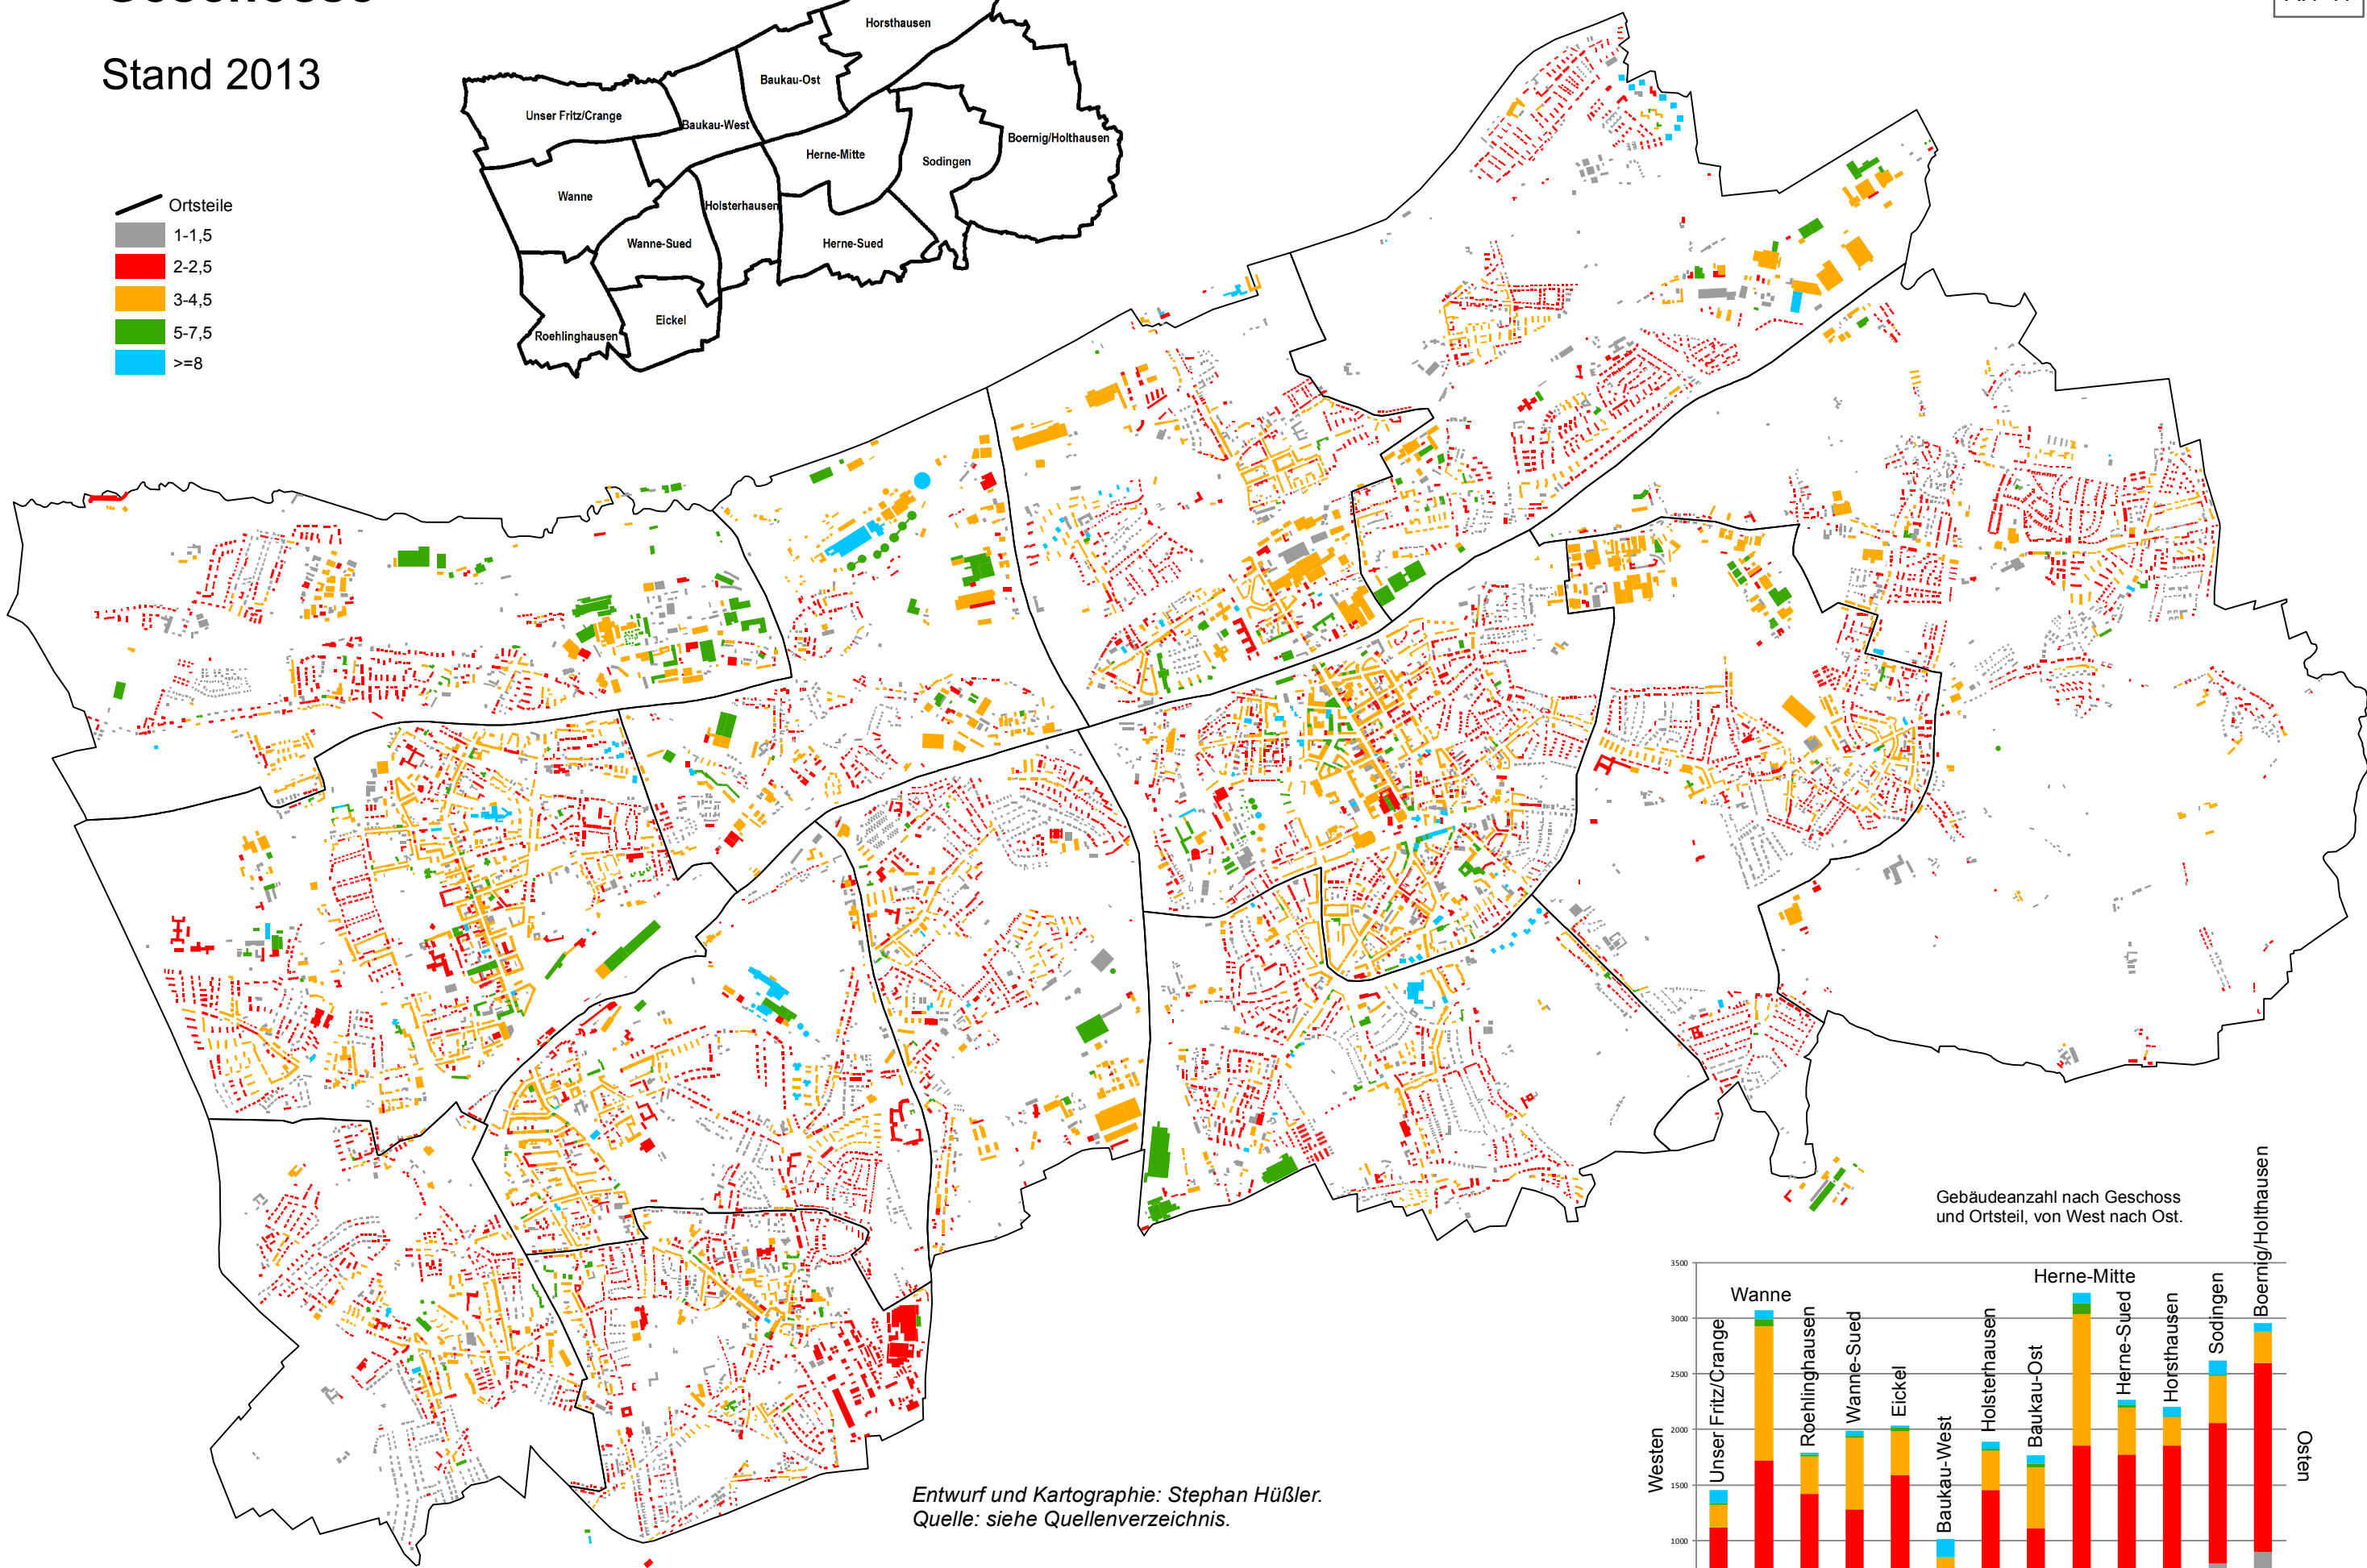 Stand 2013
Ortsteile
1-1,5
2-2,5
3-4,5
5-7,5
>=8
Horsthausen
Baukau-Ost
Unser Fritz/Crange
Baukau-West
Boernig/Holthausen
Herne-Mitte
Sodingen
Wanne
Holsterhausen
Wanne-Sued
Herne-Sued
Eickel
Roehlinghausen
Gebäudeanzahl nach Geschoss
und Ortsteil, von West nach Ost.
3500
3000
2500
2000
1500
1000
Westen
Unser Fritz/Crange
Wanne
Roehlinghausen
Wanne-Sued
Eickel
Baukau-West
Holsterhausen
Baukau-Ost
Herne-Mitte
Herne-Sued
Horsthausen
Sodingen
Boernig/Holthausen
Osten
Entwurf und Kartographie: Stephan Hüßler.
Quelle: siehe Quellenverzeichnis.